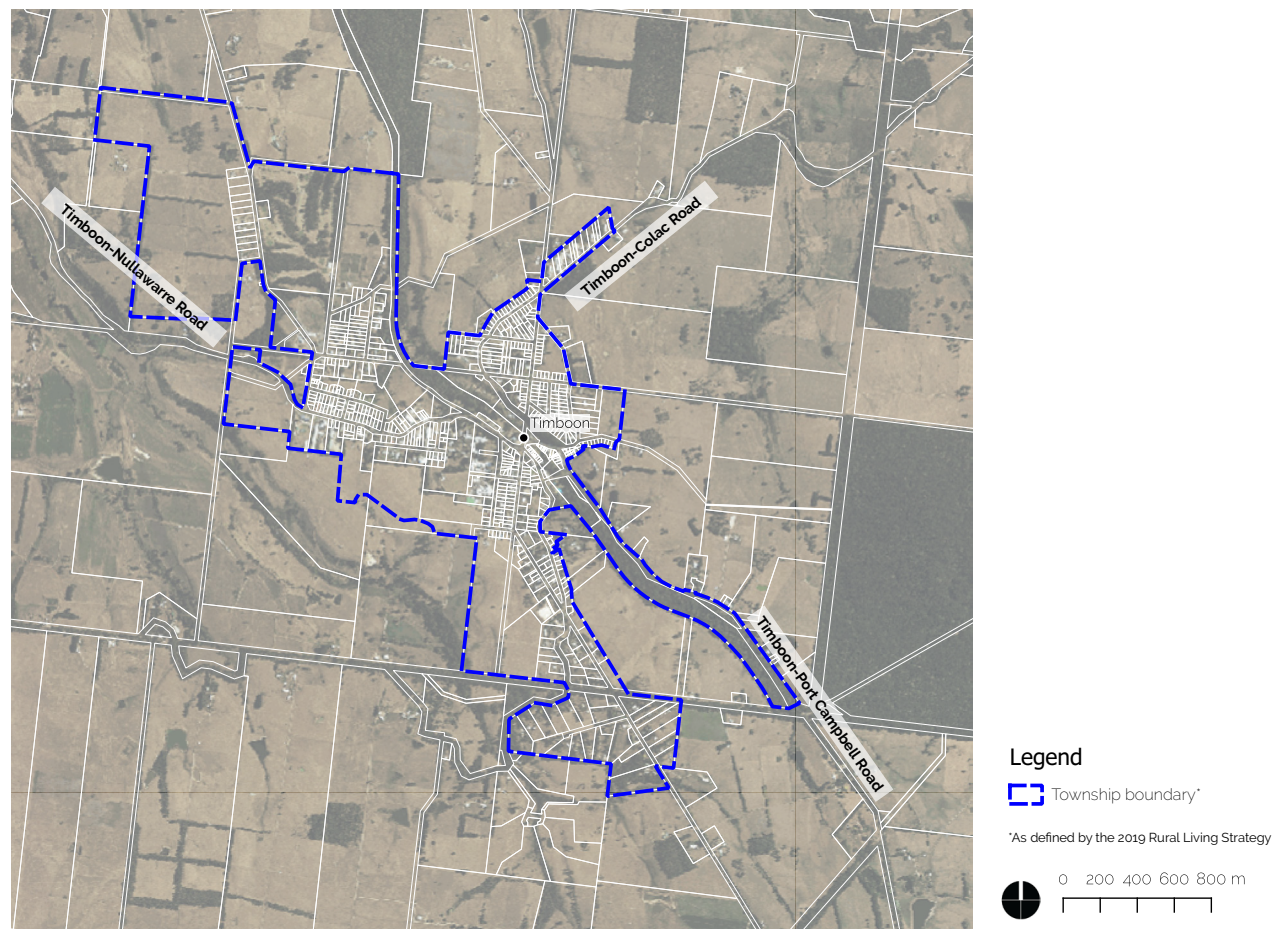 Timboon-Nullawarre Road
Timboon-Colac Road
Timboon
Timboon-Port Campbell Road
Legend
Township boundary*
*As defined by the 2019 Rural Living Strategy
0 200 400 600 800 m